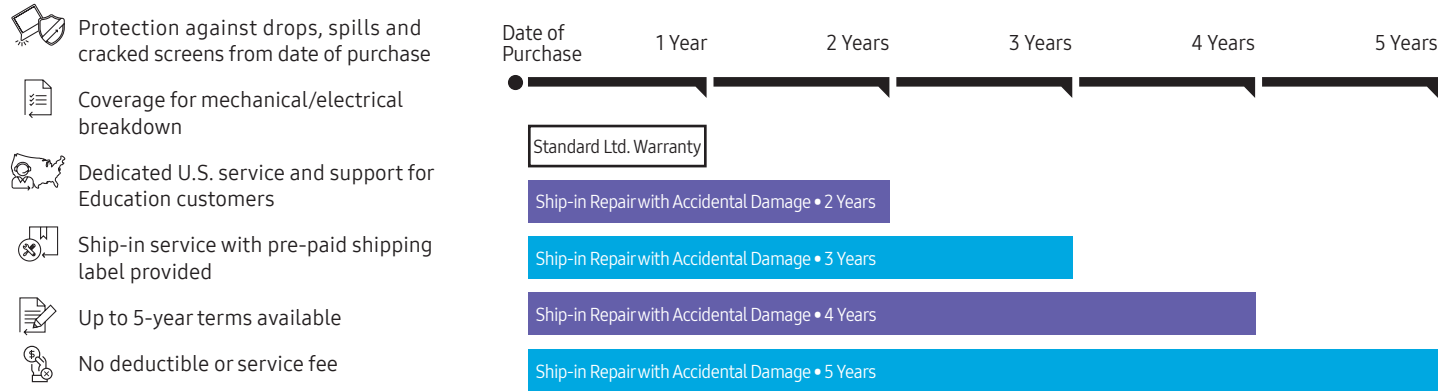 Protection against drops, spills and
cracked screens from date of purchase
Coverage for mechanical/electrical
breakdown
Dedicated U.S. service and support for
Education customers
Ship-in service with pre-paid shipping
label provided
Up to 5-year terms available
No deductible or service fee
Date of
Purchase
1 Year
2 Years
3 Years
4 Years
5 Years
Standard Ltd. Warranty
Ship-in Repair with Accidental Damage • 2 Years
Ship-in Repair with Accidental Damage • 3 Years
Ship-in Repair with Accidental Damage • 4 Years
Ship-in Repair with Accidental Damage • 5 Years